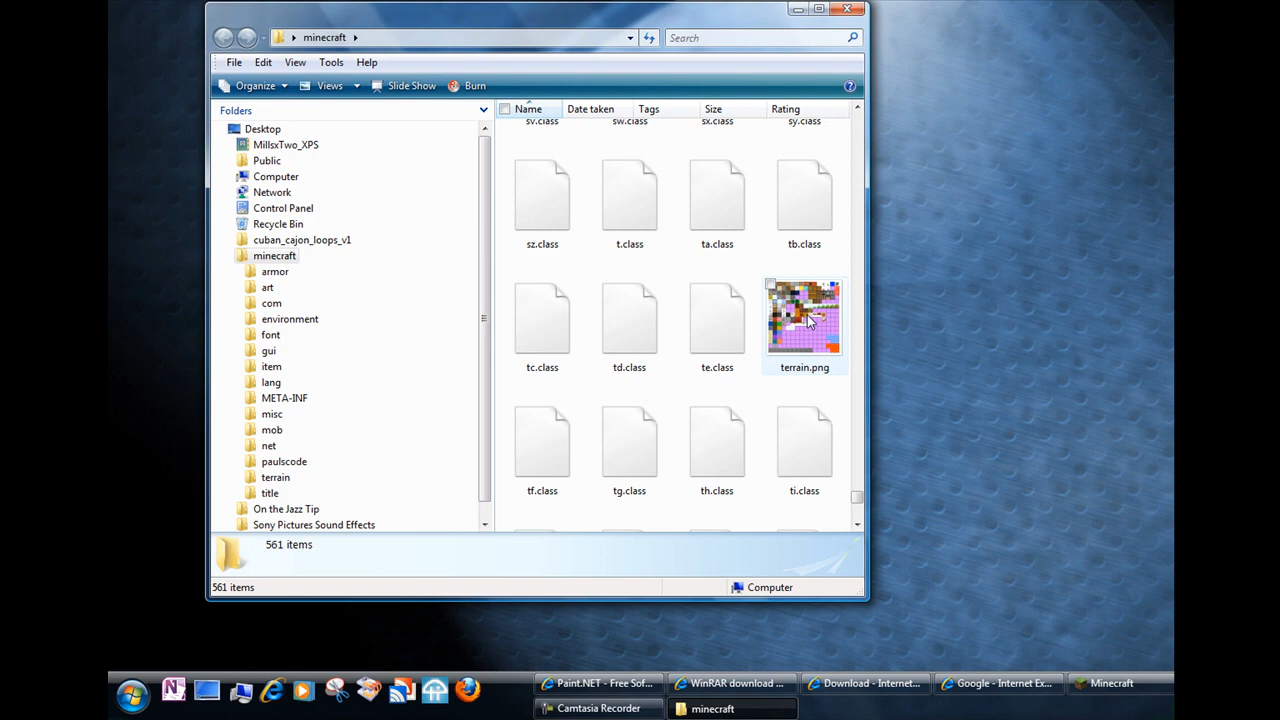 minecraft
Search
File Edit View Tools Help
Organize Views Slide Show Burn
Folders
Name Date taken Tags Size Rating
Desktop
MillsxTwo_XPS
Public
Computer
Network
Control Panel
Recycle Bin
cuban_cajon_loops_v1
minecraft
armor
art
com
environment
font
gui
item
lang
META-INF
misc
mob
net
paulscode
terrain
title
On the Jazz Tip
Sony Pictures Sound Effects
sv.class sw.class sx.class sy.class
sz.class t.class ta.class tb.class
tc.class td.class te.class terrain.png
tf.class tg.class th.class ti.class
561 items
561 items Computer
Paint.NET - Free Sof... WinRAR download ... Download - Internet... Google - Internet Ex... Minecraft
Camtasia Recorder minecraft